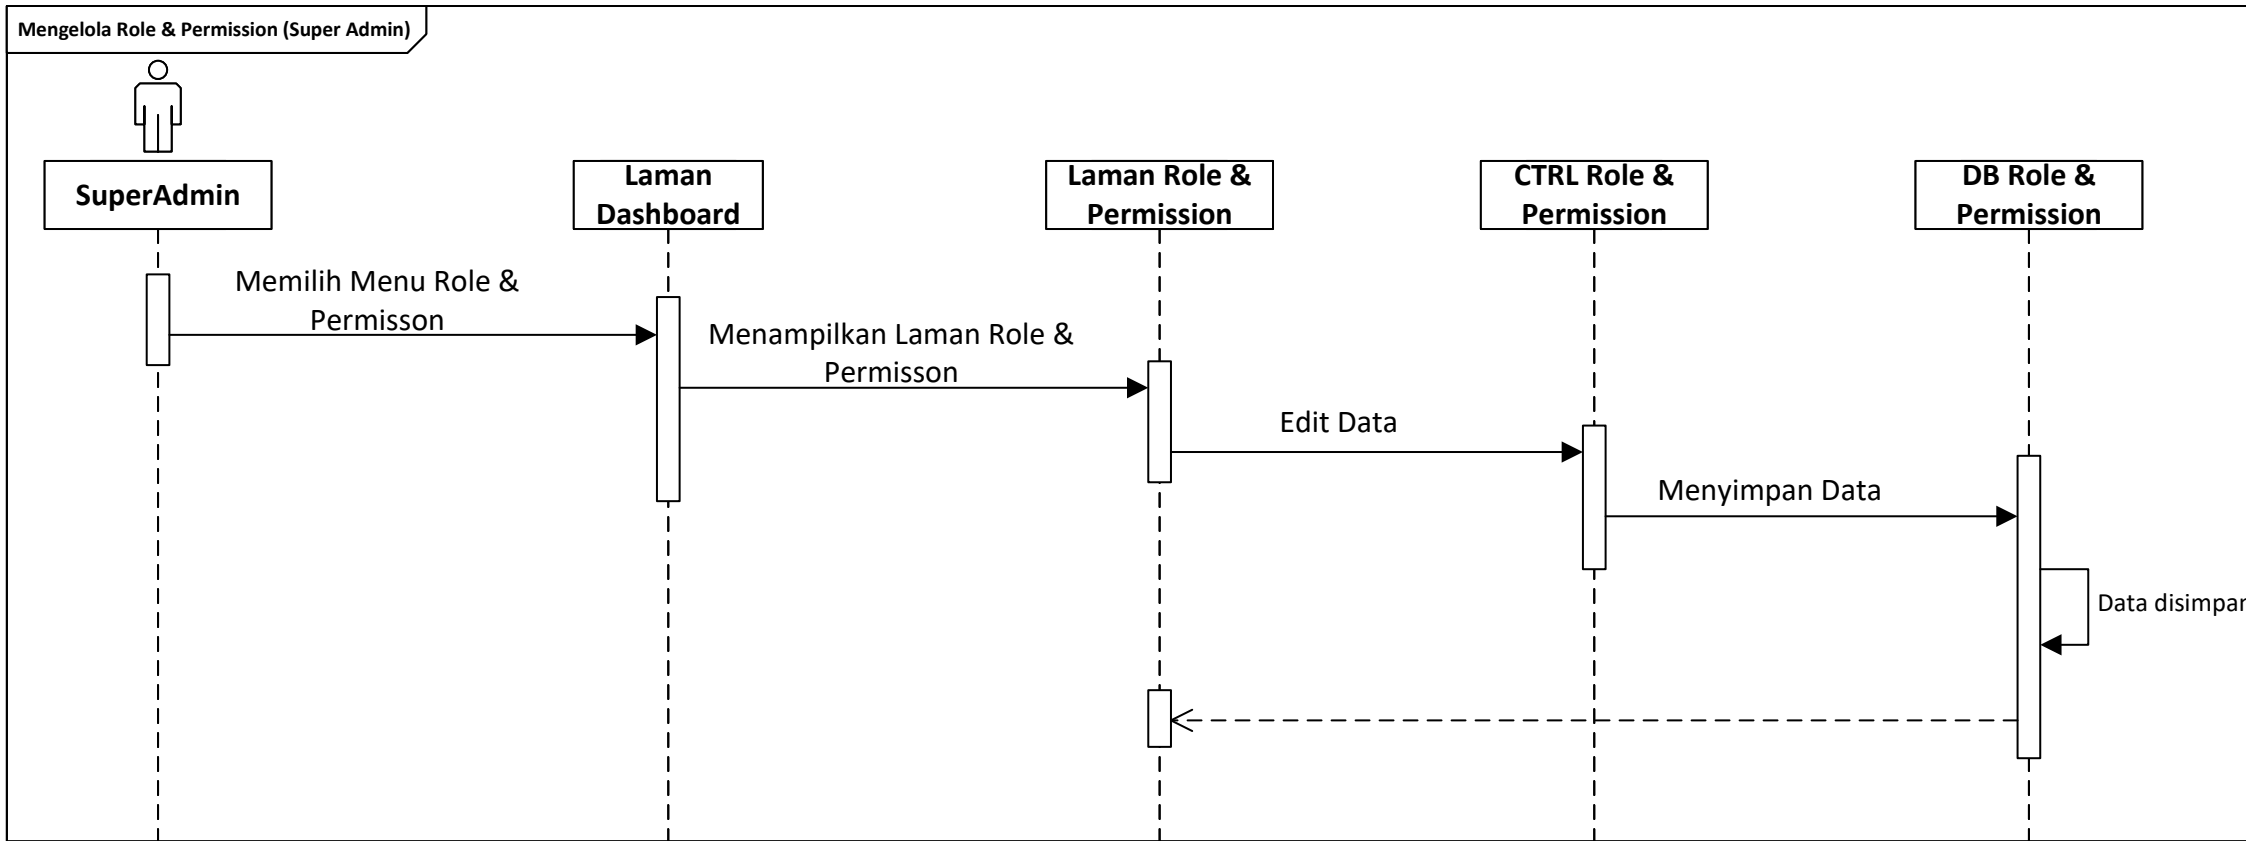 Mengelola Role & Permission (Super Admin)
SuperAdmin
Laman
Dashboard
Laman Role &
Permission
CTRL Role &
Permission
DB Role &
Permission
Memilih Menu Role &
Permisson
Menampilkan Laman Role &
Permisson
Edit Data
Menyimpan Data
Data disimpan